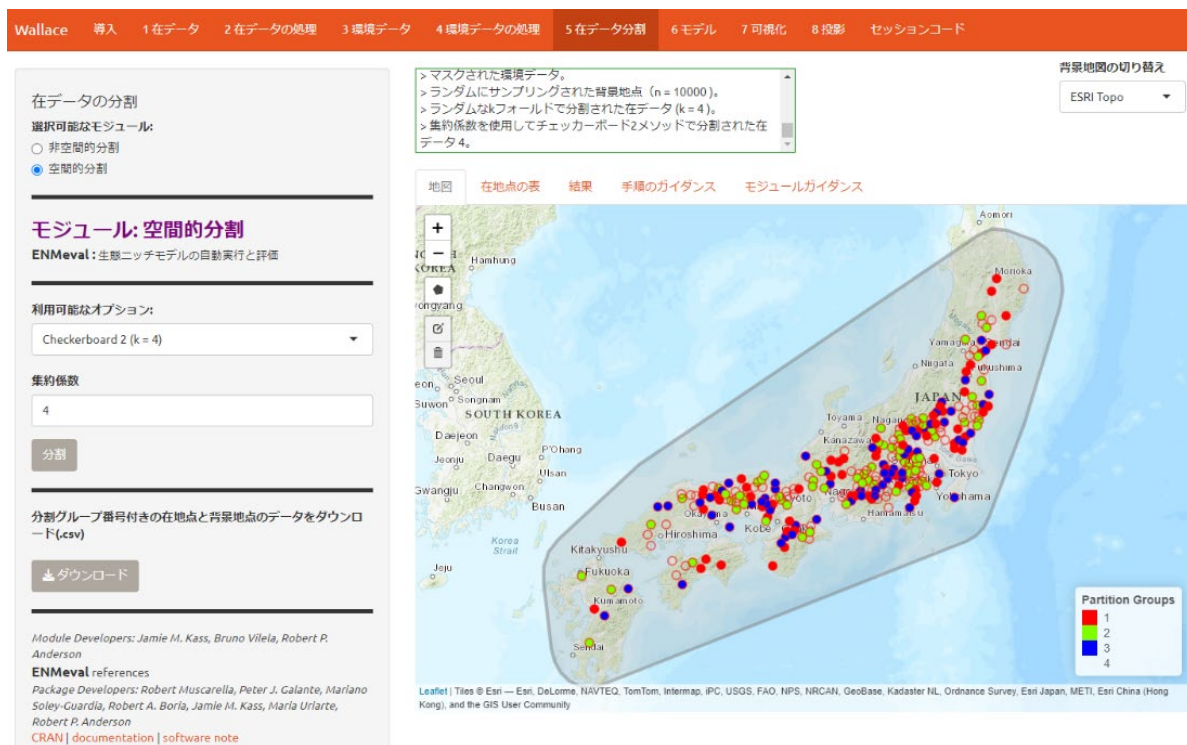 Wallace 導入 1 在データ 2 在データの処理 3 環境データ 4 環境データの処理 5 在データ分割 6 モデル 7 可視化 8 投影 セッションコード
在データの分割
選択可能なモジュール:
非空間的分割
空間的分割
モジュール: 空間的分割
ENMeval : 生態ニッチモデルの自動実行と評価
利用可能なオプション:
Checkerboard 2 (k = 4)
集約係数
4
分割
分割グループ番号付きの在地点と背景地点のデータをダウンロ
ード(.csv)
ダウンロード
Module Developers: Jamie M. Kass, Bruno Vilela, Robert P.
Anderson
ENMeval references
Package Developers: Robert Muscarella, Peter J. Galante, Mariano
Soley-Guardia, Robert A. Boria, Jamie M. Kass, Maria Uriarte,
Robert P. Anderson
CRAN | documentation | software note
> マスクされた環境データ。
> ランダムにサンプリングされた背景地点（n = 10000 )。
> ランダムなkフォールドで分割された在データ (k = 4 )。
> 集約係数を使用してチェッカーボード2メソッドで分割された在
データ 4。
背景地図の切り替え
ESRI Topo
地図 在地点の表 結果 手順のガイダンス モジュールガイダンス
+
−
Aomori
Hamhung
KOREA
Morioka
Niigata
Seoul
Suwon
Songnam
SOUTH KOREA
JAPAN
Toyama
Kanazawa
Daejeon
P'Ohang
Jeonju
Daegu
Ulsan
Tokyo
Gwangju
Changwon
Busan
Yokohama
Okayama
Kobe
Hamamatsu
Hiroshima
Korea
Strait
Kitakyushu
Jeju
Fukuoka
Kumamoto
Sendai
Partition Groups
1
2
3
4
Leaflet | Tiles © Esri — Esri, DeLorme, NAVTEQ, TomTom, Intermap, iPC, USGS, FAO, NPS, NRCAN, GeoBase, Kadaster NL, Ordnance Survey, Esri Japan, METI, Esri China (Hong
Kong), and the GIS User Community